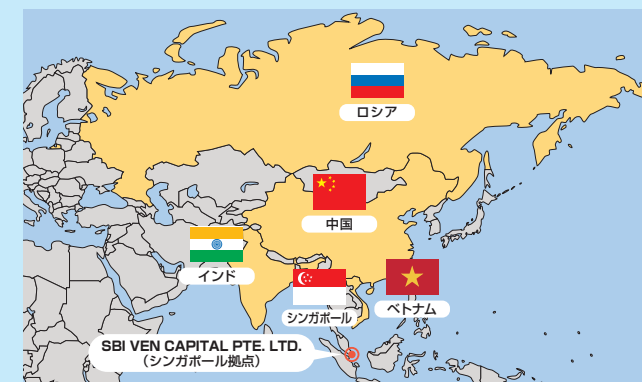 ロシア
中国
インド
シンガポール
ベトナム
SBI VEN CAPITAL PTE. LTD.
（シンガポール拠点）